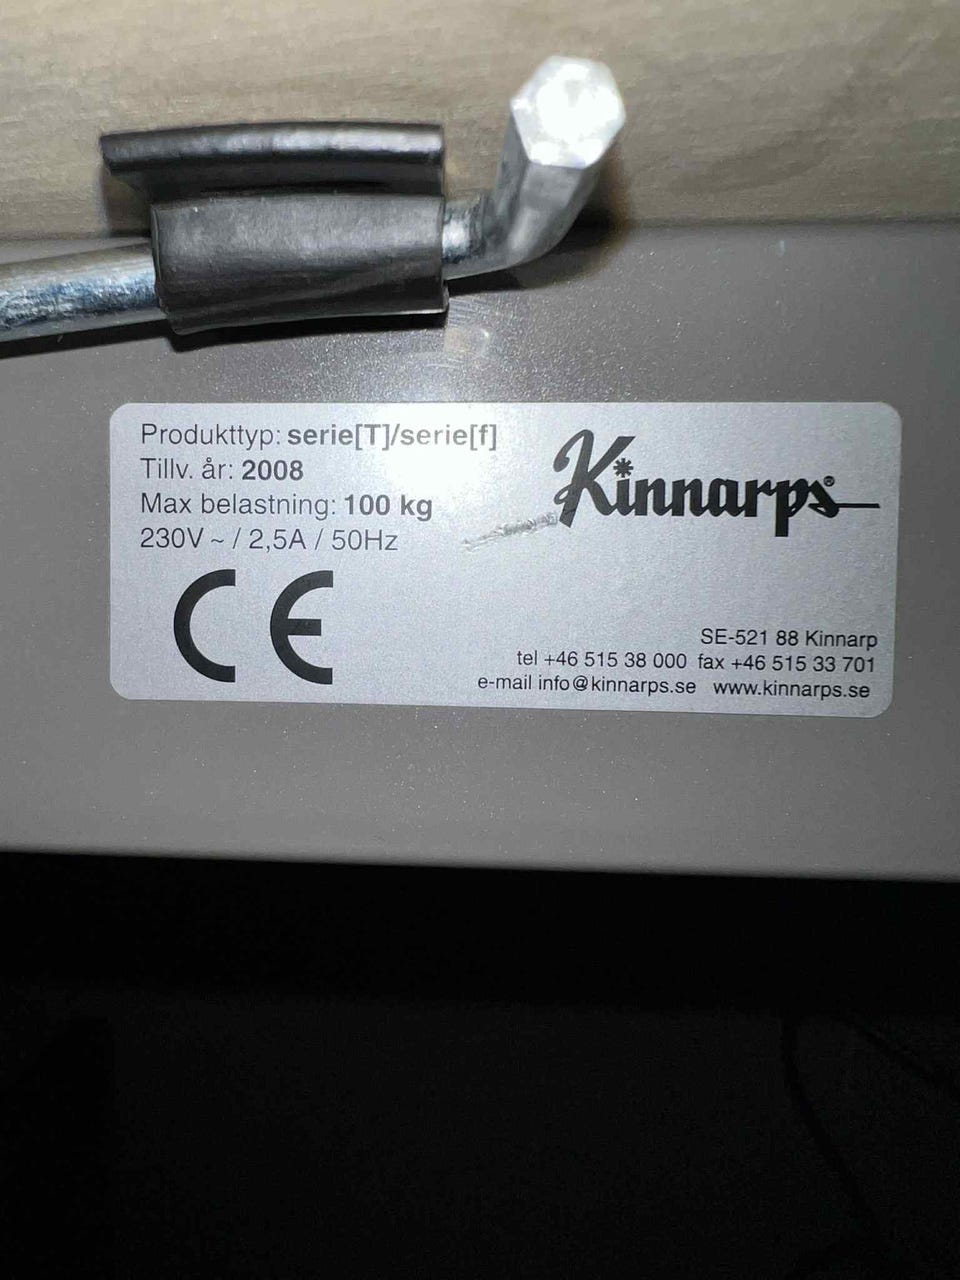 Produkttyp: serie[T]/serie[f]
Tillv. år: 2008
Max belastning: 100 kg
230V ~ / 2,5A / 50Hz
Kinnarps®
CE
SE-521 88 Kinnarp
tel +46 515 38 000 fax +46 515 33 701
e-mail info@kinnarps.se www.kinnarps.se